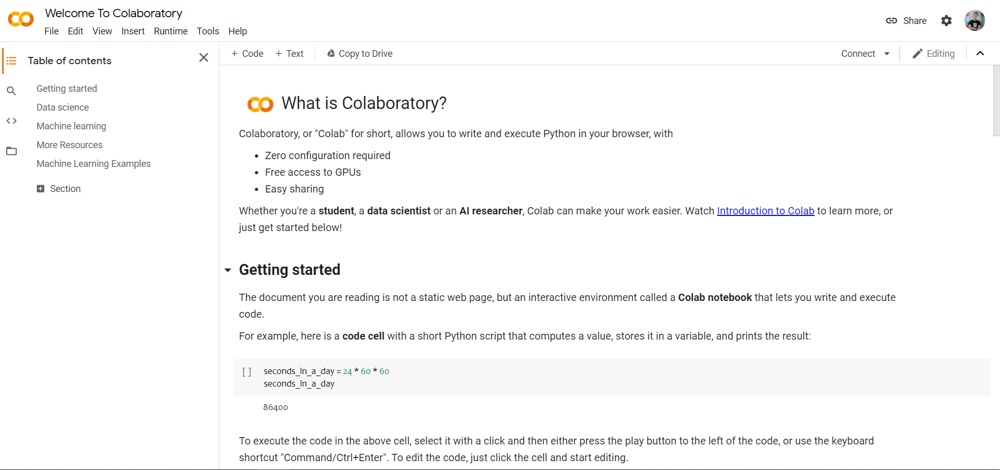 Welcome To Colaboratory
File Edit View Insert Runtime Tools Help
Share
Table of contents
Getting started
Data science
Machine learning
More Resources
Machine Learning Examples
Section
+ Code + Text Copy to Drive
Connect Editing
What is Colaboratory?
Colaboratory, or "Colab" for short, allows you to write and execute Python in your browser, with
• Zero configuration required
• Free access to GPUs
• Easy sharing
Whether you're a student, a data scientist or an AI researcher, Colab can make your work easier. Watch Introduction to Colab to learn more, or
just get started below!
Getting started
The document you are reading is not a static web page, but an interactive environment called a Colab notebook that lets you write and execute
code.
For example, here is a code cell with a short Python script that computes a value, stores it in a variable, and prints the result:
[ ] seconds_in_a_day = 24 * 60 * 60
seconds_in_a_day
86400
To execute the code in the above cell, select it with a click and then either press the play button to the left of the code, or use the keyboard
shortcut "Command/Ctrl+Enter". To edit the code, just click the cell and start editing.